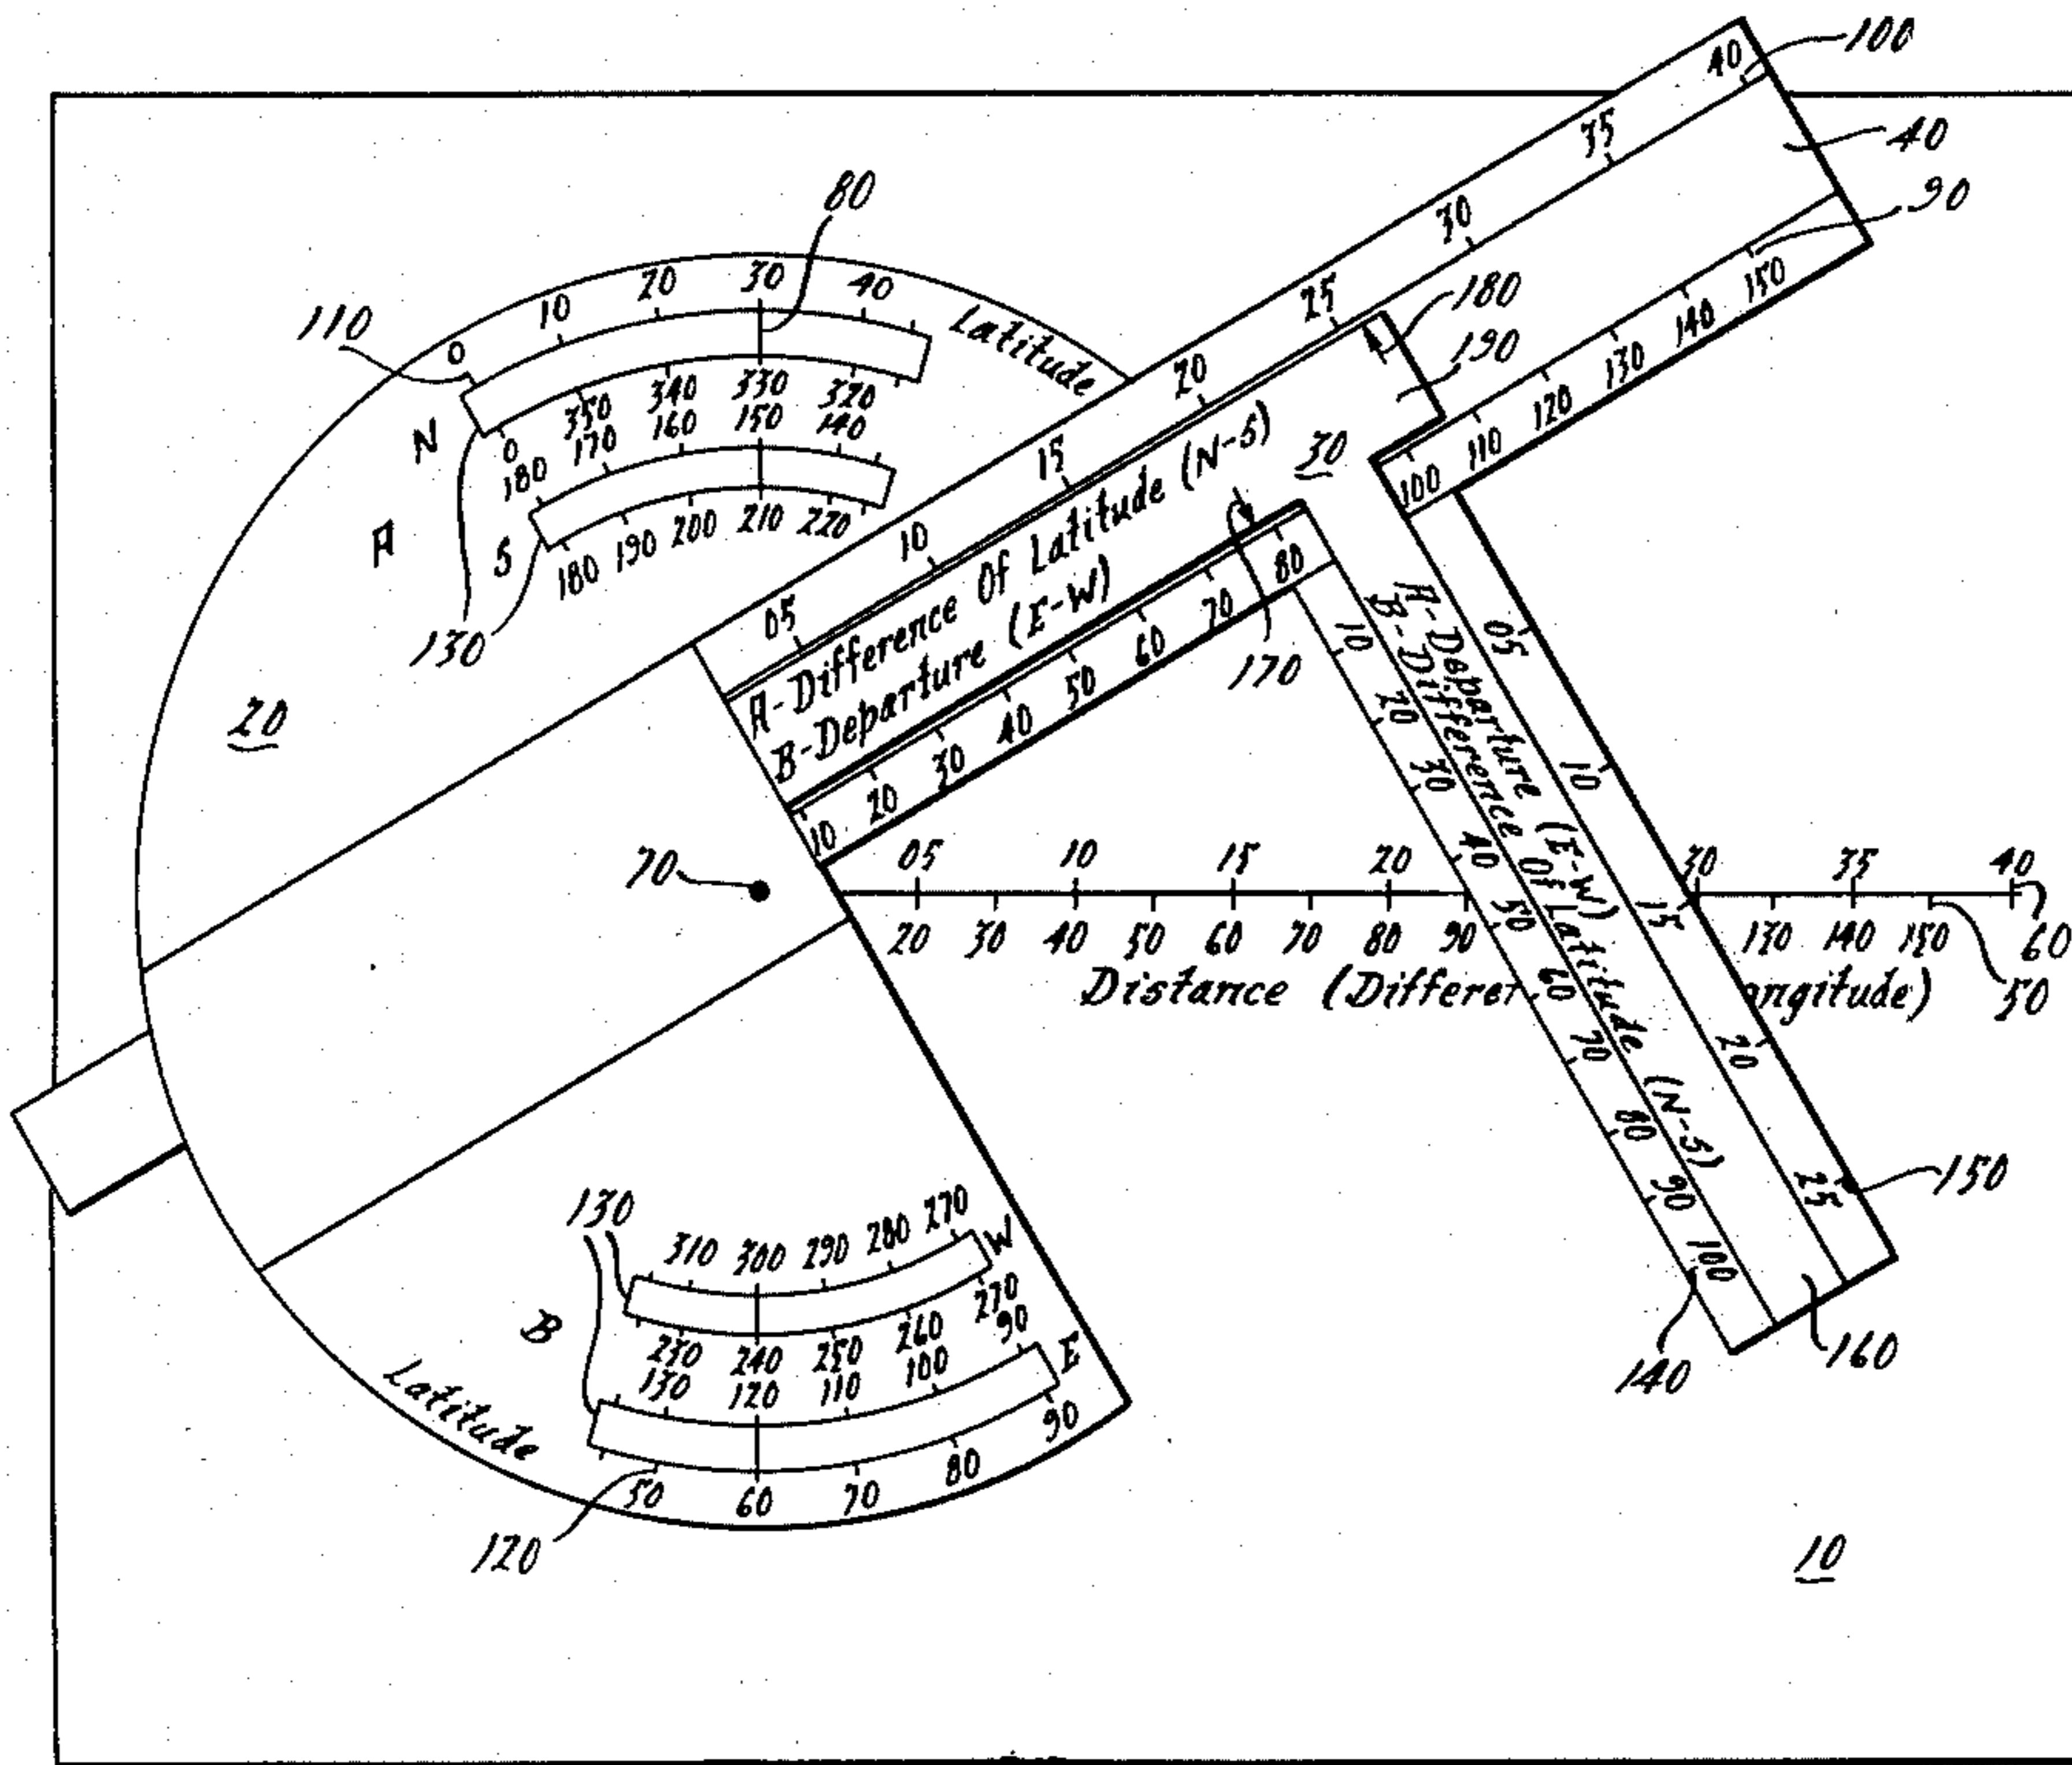 100
40
90
40 35 30 25 20 15 10 05
80
0 10 20 30 40
Latitude
110
N
0 350 340 330 320
180 170 160 150 140
A
S
180 190 200 210 220
130
180
190
30
150 140 130 120 110 100
A-Difference Of Latitude (N-S)
B-Departure (E-W)
10 20 30 40 50 60 70 80
170
20
70
05 10 15 20 30 35 40
20 30 40 50 60 70 80 90 130 140 150
60
50
Distance (Differen
ongitude)
A-Departure (E-W)
B-Difference Of Latitude (N-S)
05 10 15 20 25
10 20 30 40 50 60 70 80 90 100
150
160
140
130
310 300 290 280 270
W
B
230 240 250 260 270
130 120 110 100 90
E
50 60 70 80 90
Latitude
120
10